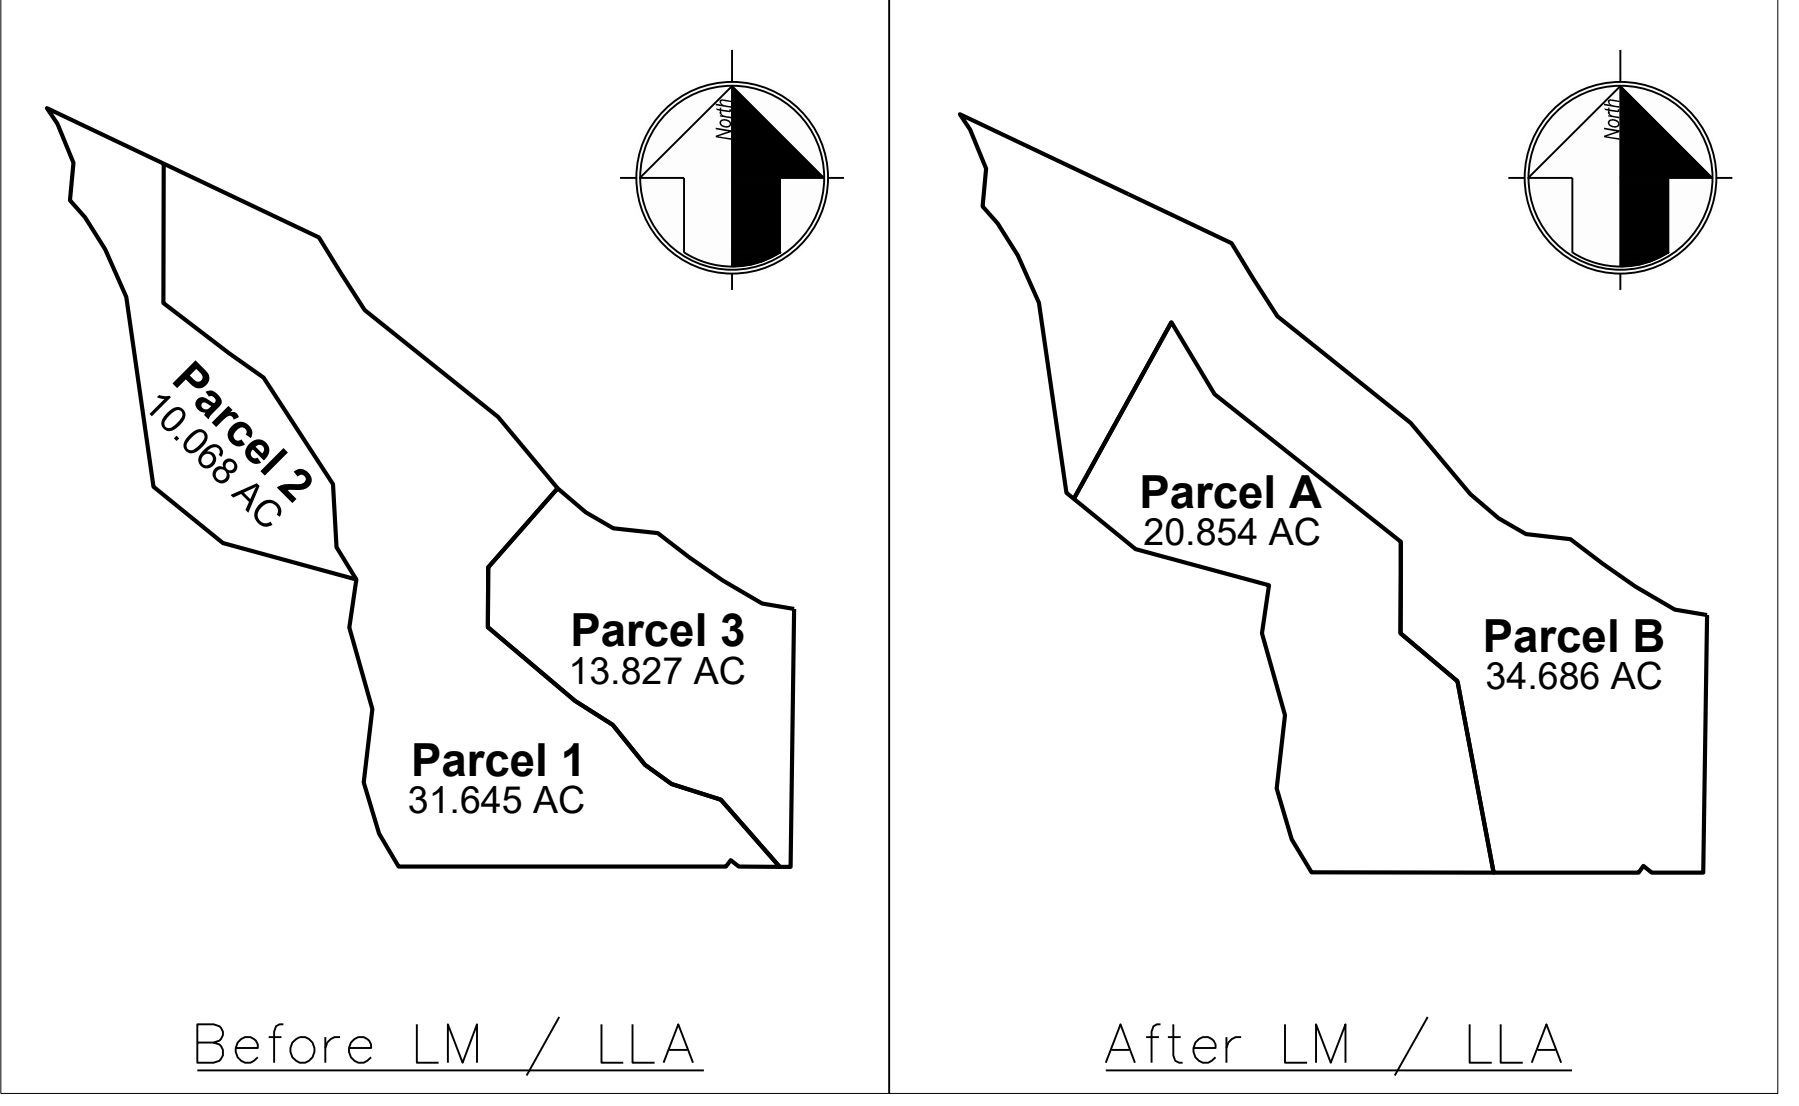 North
Parcel 2
10.068 AC
Parcel 3
13.827 AC
Parcel 1
31.645 AC
Before LM / LLA
North
Parcel A
20.854 AC
Parcel B
34.686 AC
After LM / LLA